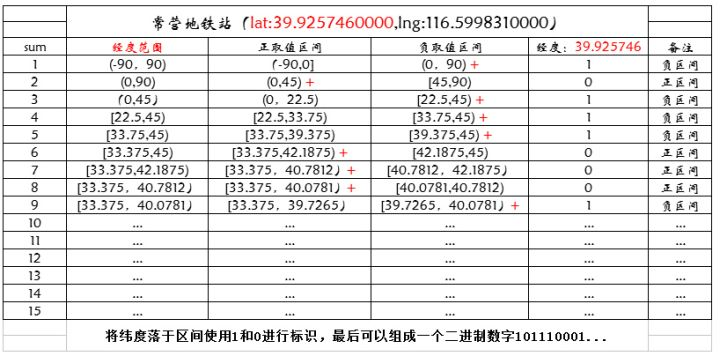 常营地铁站（lat:39.9257460000,lng:116.5998310000)
sum 经度范围 正取值区间 负取值区间 经度：39.925746 备注
1 (-90，90) (-90,0] (0，90) + 1 负区间
2 (0,90) (0,45) + [45,90) 0 正区间
3 (0,45) (0，22.5) [22.5,45) + 1 负区间
4 [22.5,45) [22.5,33.75) [33.75,45) + 1 负区间
5 [33.75,45) [33.75,39.375) [39.375,45) + 1 负区间
6 [33.375,45) [33.375,42.1875) + [42.1875,45) 0 正区间
7 [33.375,42.1875) [33.375，40.7812) + [40.7812，42.1875) 0 正区间
8 [33.375，40.7812) [33.375，40.0781) + [40.0781,40.7812) 0 正区间
9 [33.375，40.0781) [33.375，39.7265) [39.7265，40.0781) + 1 负区间
10 ... ... ... ... ...
11 ... ... ... ... ...
12 ... ... ... ... ...
13 ... ... ... ... ...
14 ... ... ... ... ...
15 ... ... ... ... ...
将纬度落于区间使用1和0进行标识，最后可以组成一个二进制数字101110001...